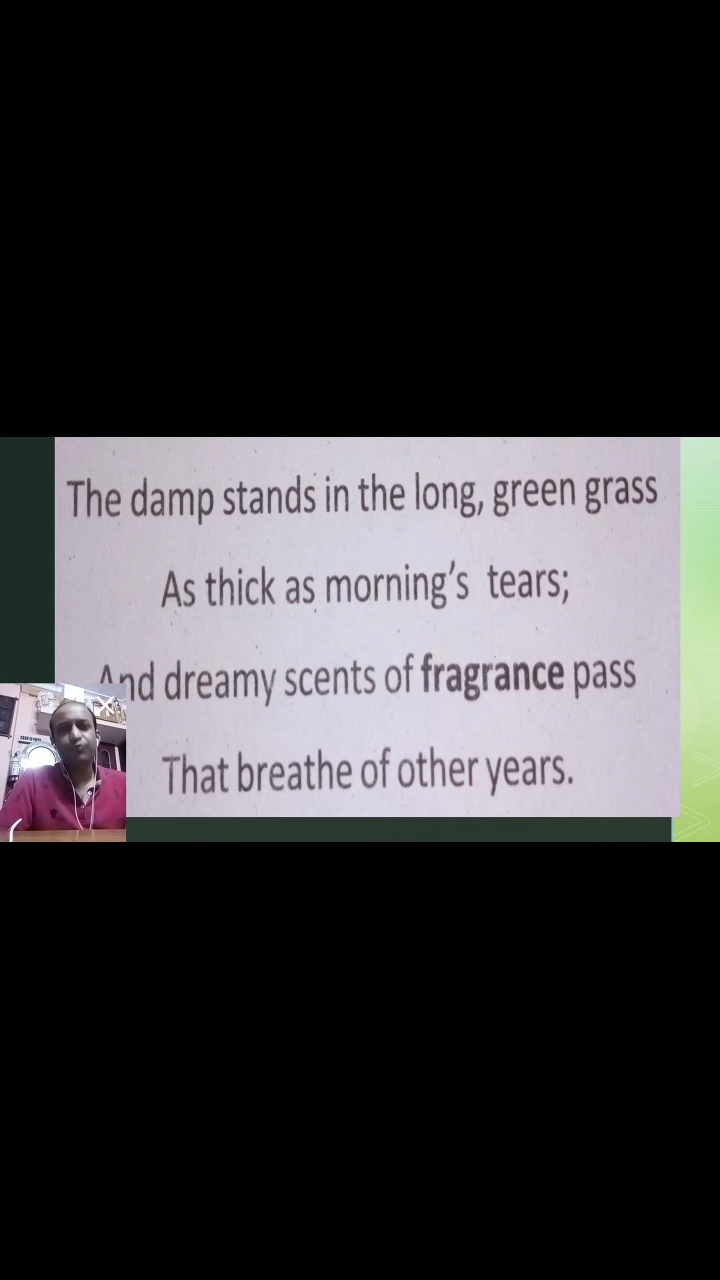 The damp stands in the long, green grass
As thick as morning's tears;
And dreamy scents of fragrance pass
That breathe of other years.